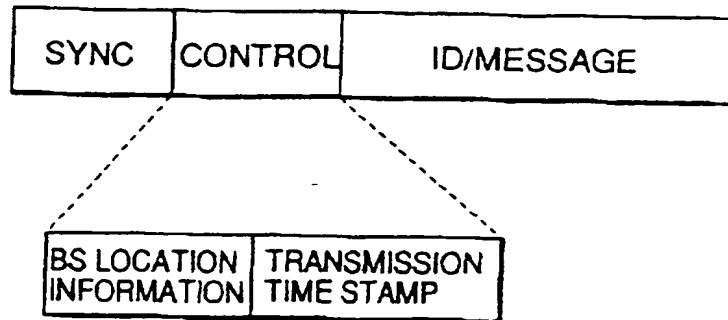 SYNC CONTROL ID/MESSAGE
BS LOCATION TRANSMISSION
INFORMATION TIME STAMP